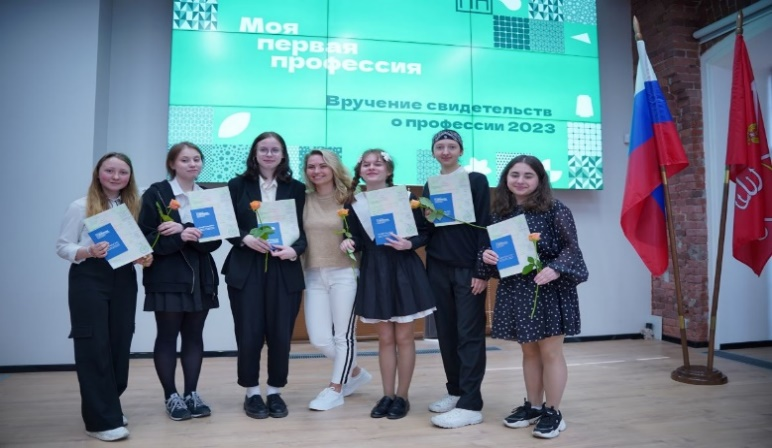 Моя
первая
профессия
Вручение свидетельств
о профессии 2023